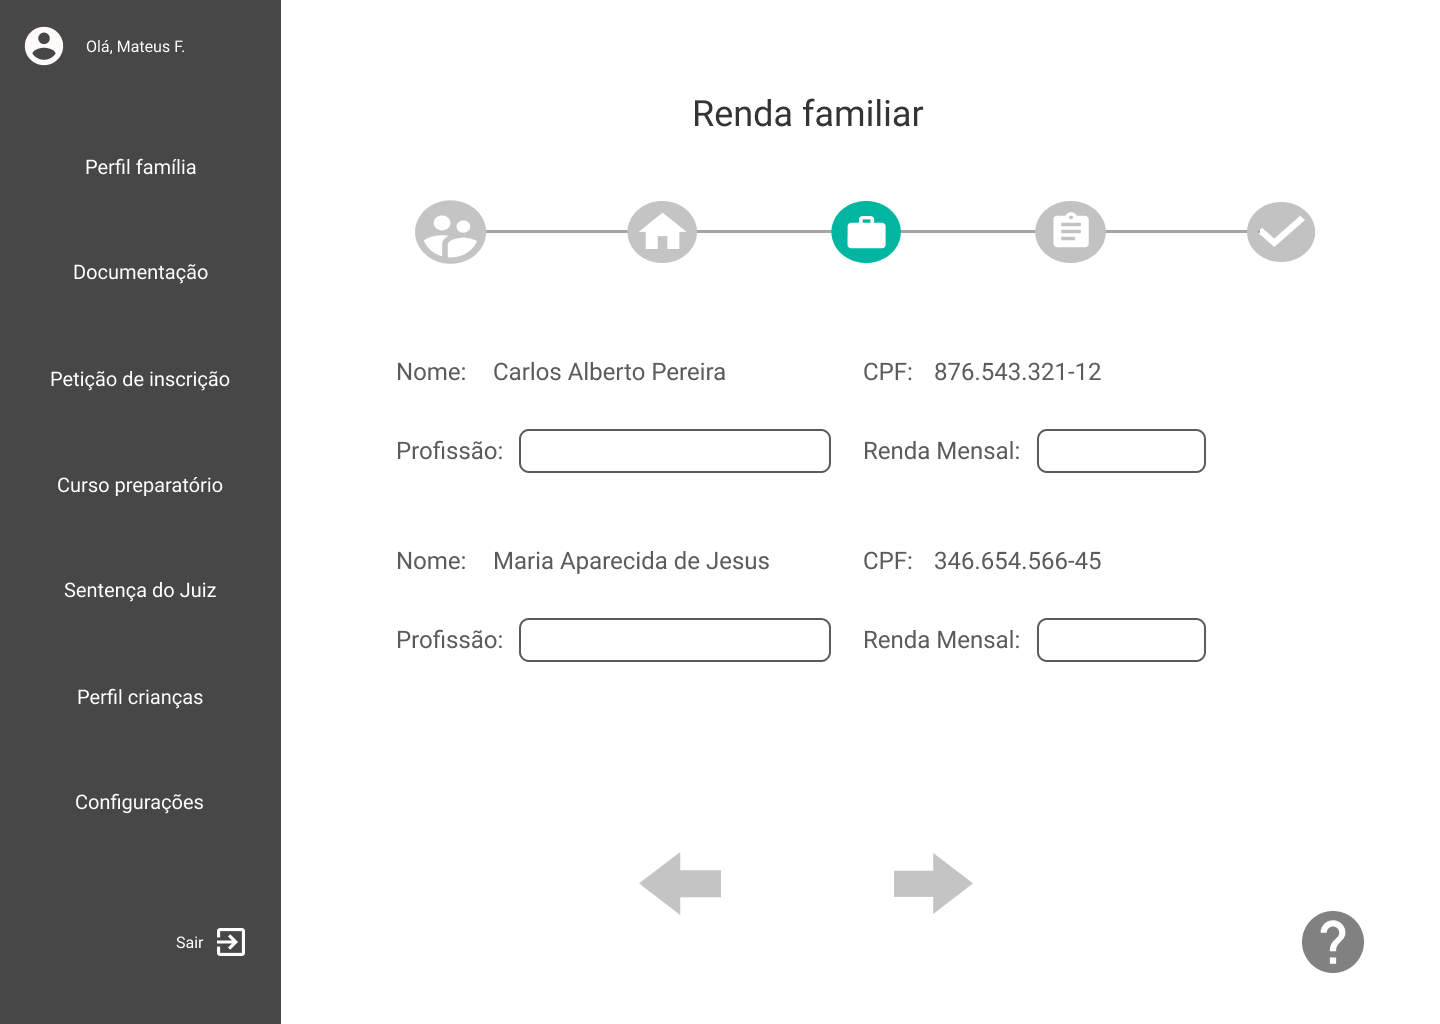 Olá, Mateus F.
Perfil família
Documentação
Petição de inscrição
Curso preparatório
Sentença do Juiz
Perfil crianças
Configurações
Sair
Renda familiar
Nome: Carlos Alberto Pereira CPF: 876.543.321-12
Profissão: Renda Mensal:
Nome: Maria Aparecida de Jesus CPF: 346.654.566-45
Profissão: Renda Mensal:
?